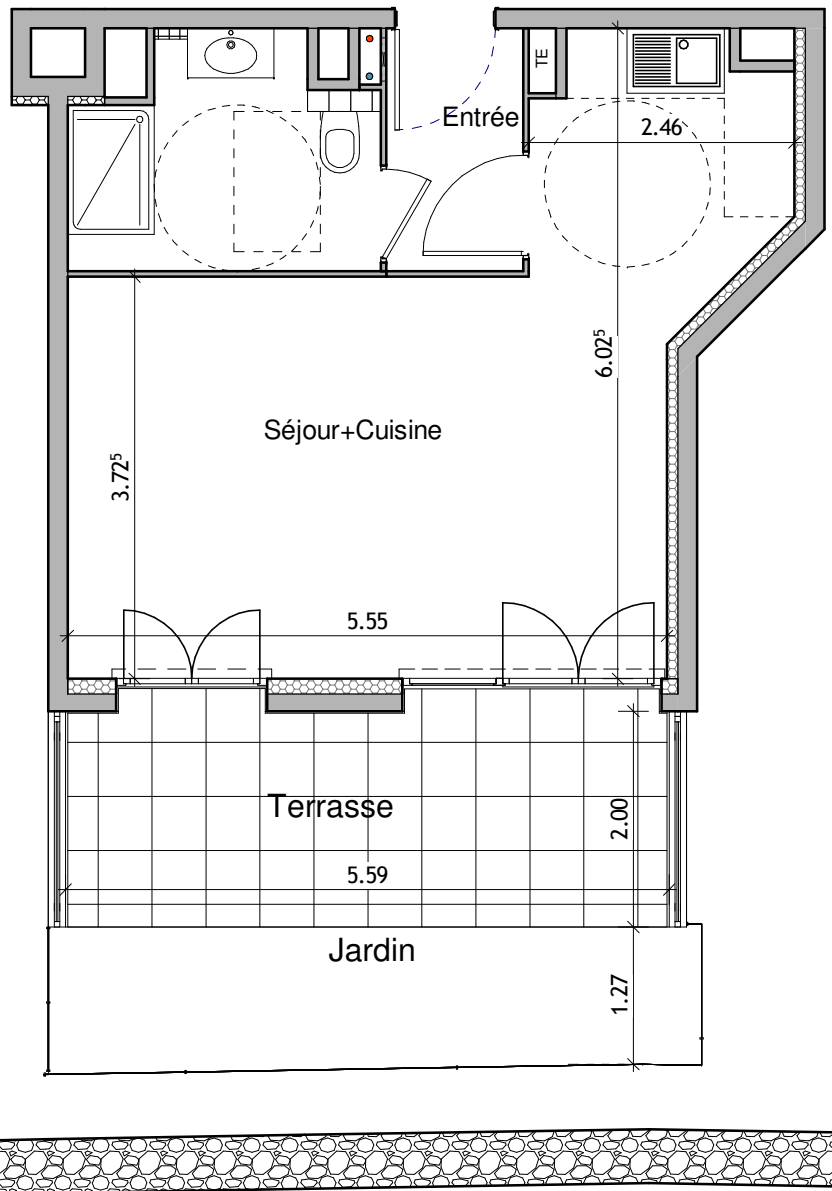 TE
Entrée
2.46
6.02⁵
Séjour+Cuisine
3.72⁵
5.55
Terrasse
2.00
5.59
Jardin
1.27